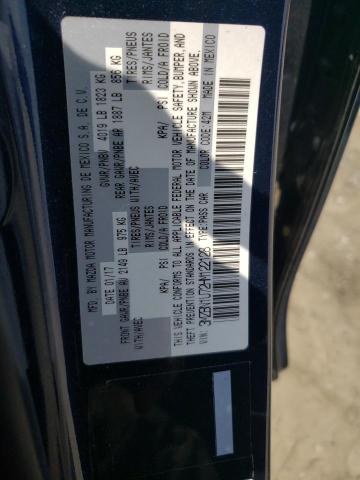 MFD. BY MAZDA MOTOR MANUFACTURING DE MEXICO S.A. DE C.V.
DATE: 01/17 GVWR/PNBV 4019 LB 1823 KG
FRONT GAWR/PNBE AV 2149 LB 975 KG REAR GAWR/PNBE AR 1887 LB 856 KG
WITH/AVEC TIRES/PNEUS WITH/AVEC TIRES/PNEUS
RIMS/JANTES RIMS/JANTES
KPA/ PSI COLD/A FROID KPA/ PSI COLD/A FROID
THIS VEHICLE CONFORMS TO ALL APPLICABLE FEDERAL MOTOR VEHICLE SAFETY, BUMPER, AND
THEFT PREVENTION STANDARDS IN EFFECT ON THE DATE OF MANUFACTURE SHOWN ABOVE.
VIN: TYPE: PASS CAR COLOR CODE: 42M MADE IN MEXICO